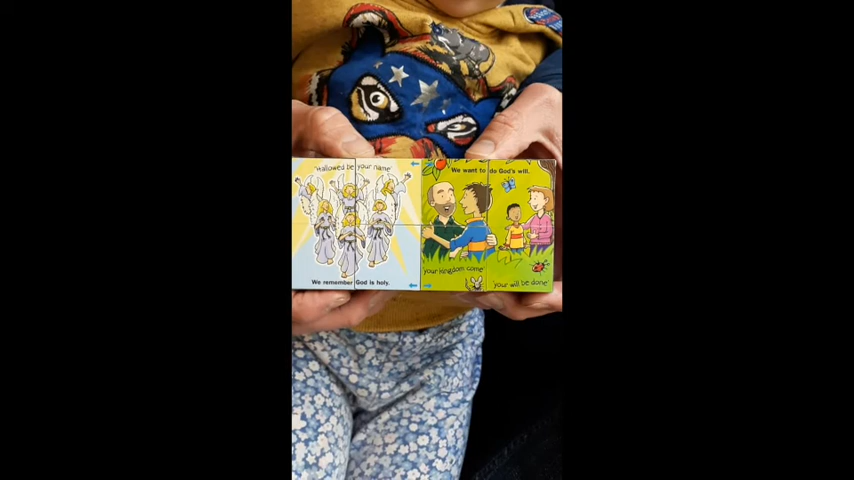 'Hallowed be your name'
We remember God is holy.
We want to do God's will.
'your kingdom come'
'your will be done'